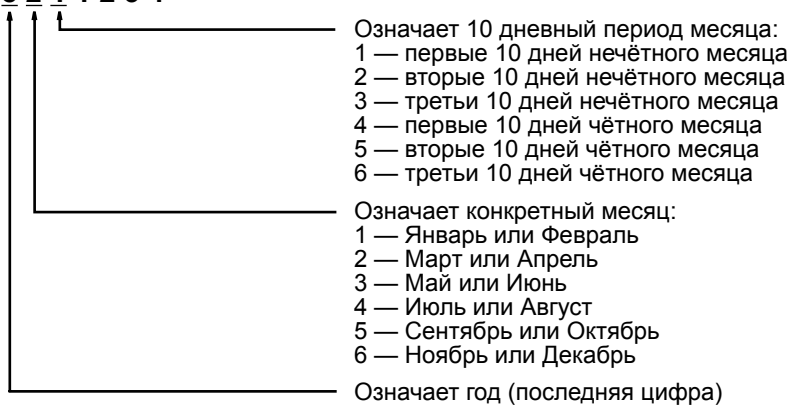 Означает 10 дневный период месяца:
1 — первые 10 дней нечётного месяца
2 — вторые 10 дней нечётного месяца
3 — третьи 10 дней нечётного месяца
4 — первые 10 дней чётного месяца
5 — вторые 10 дней чётного месяца
6 — третьи 10 дней чётного месяца
Означает конкретный месяц:
1 — Январь или Февраль
2 — Март или Апрель
3 — Май или Июнь
4 — Июль или Август
5 — Сентябрь или Октябрь
6 — Ноябрь или Декабрь
Означает год (последняя цифра)